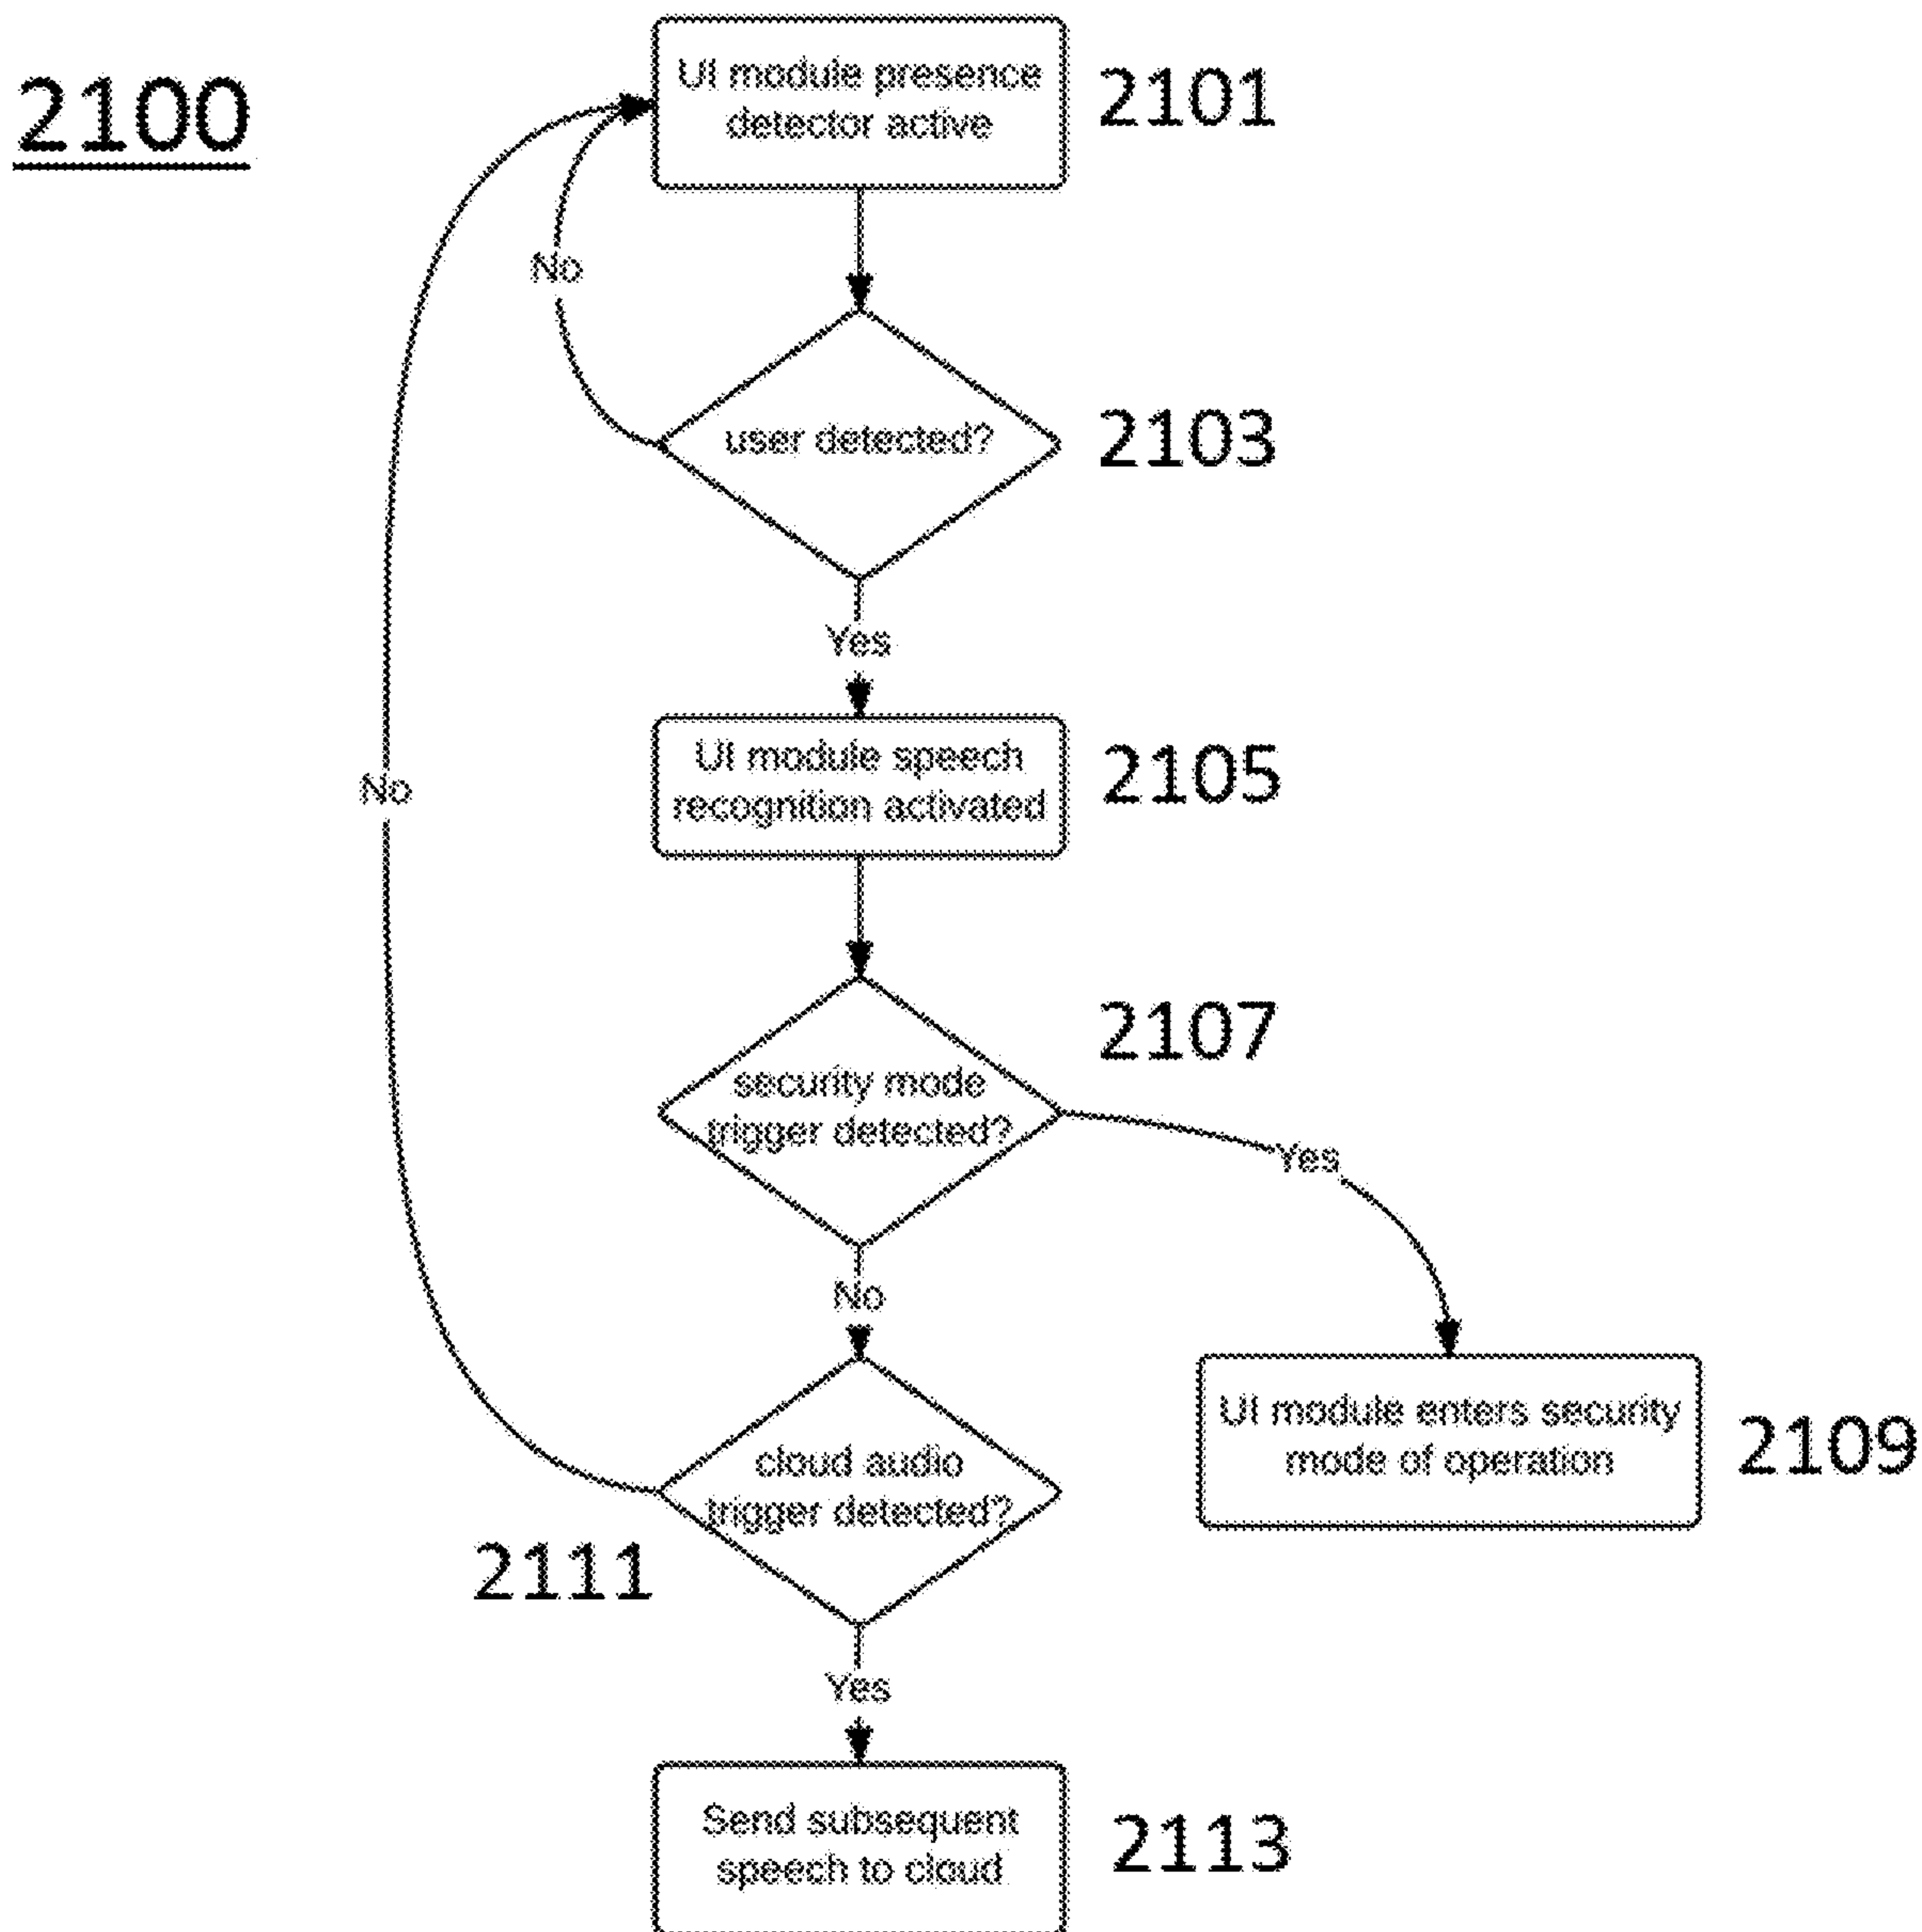 2100
UI module presence
detector active
2101
No
user detected?
2103
Yes
UI module speech
recognition activated
2105
No
security mode
trigger detected?
2107
Yes
No
cloud audio
trigger detected?
2111
UI module enters security
mode of operation
2109
Yes
Send subsequent
speech to cloud
2113